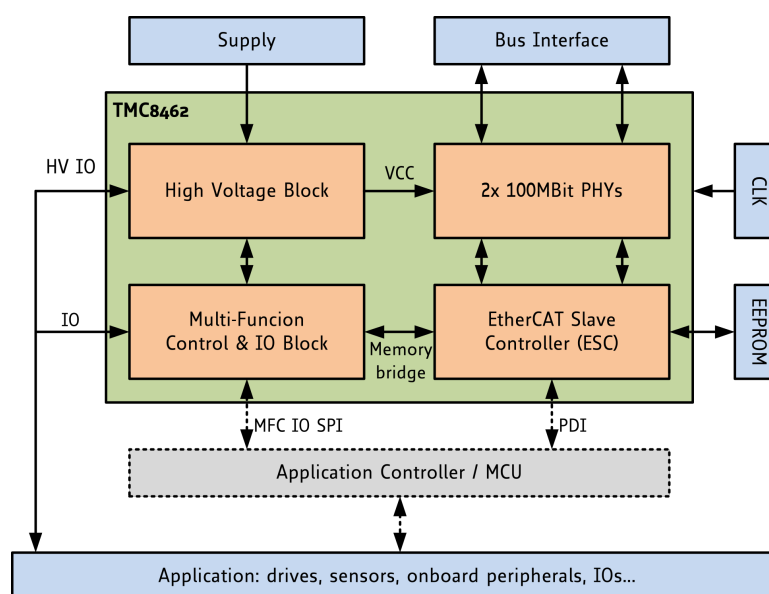 Supply
Bus Interface
TMC8462
HV IO
High Voltage Block
VCC
2x 100MBit PHYs
CLK
IO
Multi-Funcion
Control & IO Block
Memory
bridge
EtherCAT Slave
Controller (ESC)
EEPROM
MFC IO SPI
PDI
Application Controller / MCU
Application: drives, sensors, onboard peripherals, IOs...